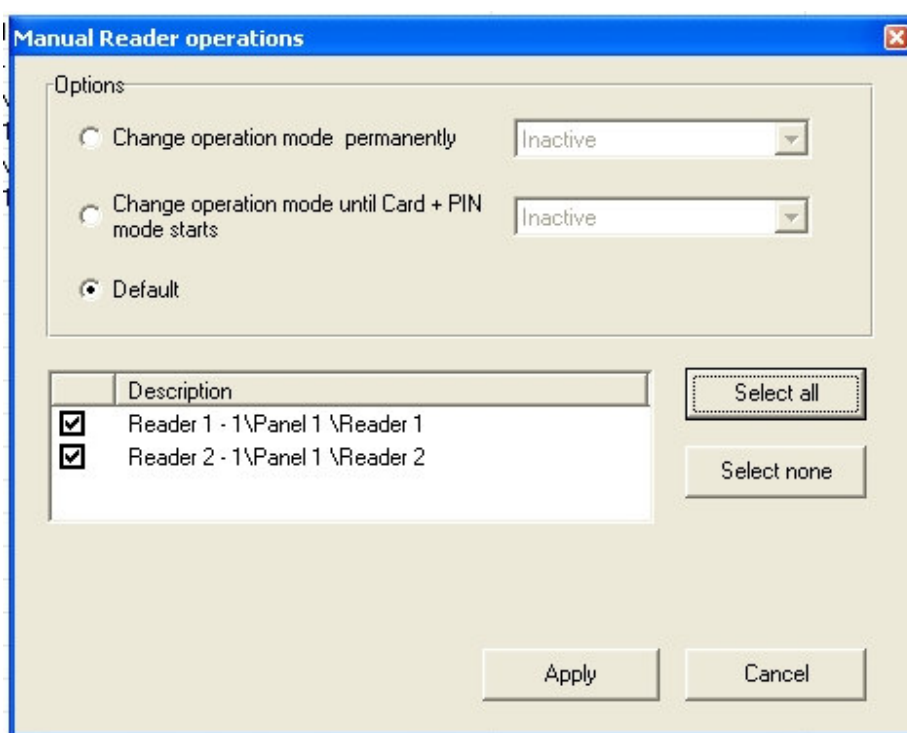 Manual Reader operations
Options
Change operation mode permanently
Inactive
Change operation mode until Card + PIN
mode starts
Inactive
Default
Description
Reader 1 - 1\Panel 1 \Reader 1
Reader 2 - 1\Panel 1 \Reader 2
Select all
Select none
Apply
Cancel